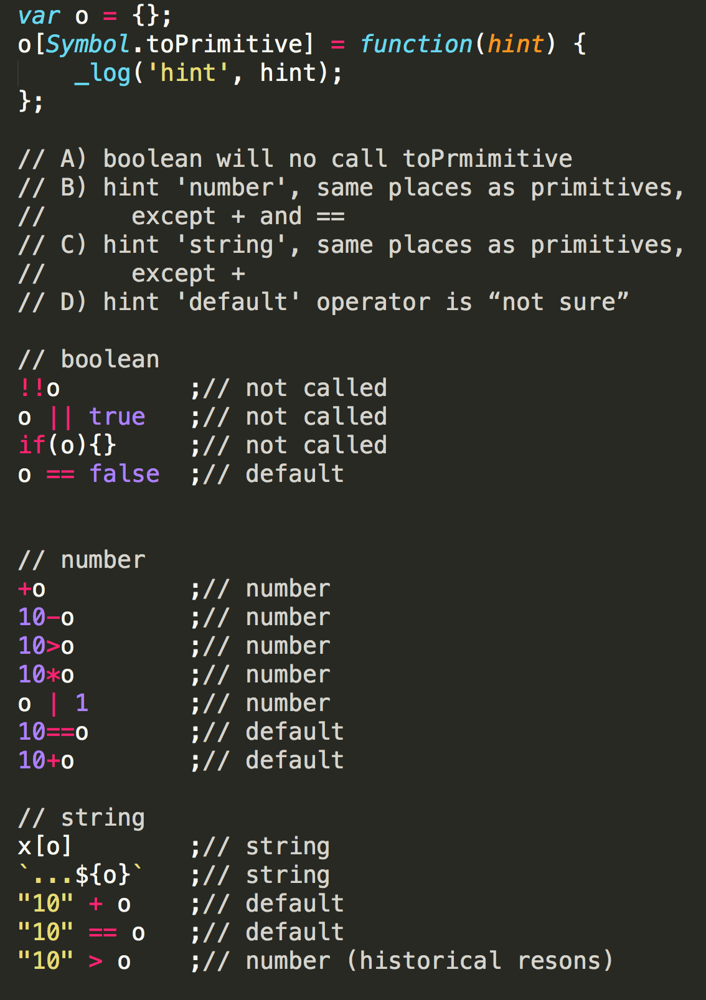 var o = {};
o[Symbol.toPrimitive] = function(hint) {
    _log('hint', hint);
};

// A) boolean will no call toPrmimitive
// B) hint 'number', same places as primitives,
//      except + and ==
// C) hint 'string', same places as primitives,
//      except +
// D) hint 'default' operator is “not sure”

// boolean
!!o         ;// not called
o || true   ;// not called
if(o){}     ;// not called
o == false  ;// default

// number
+o          ;// number
10-o        ;// number
10>o        ;// number
10*o        ;// number
o | 1       ;// number
10==o       ;// default
10+o        ;// default

// string
x[o]        ;// string
`...${o}`   ;// string
"10" + o    ;// default
"10" == o   ;// default
"10" > o    ;// number (historical resons)